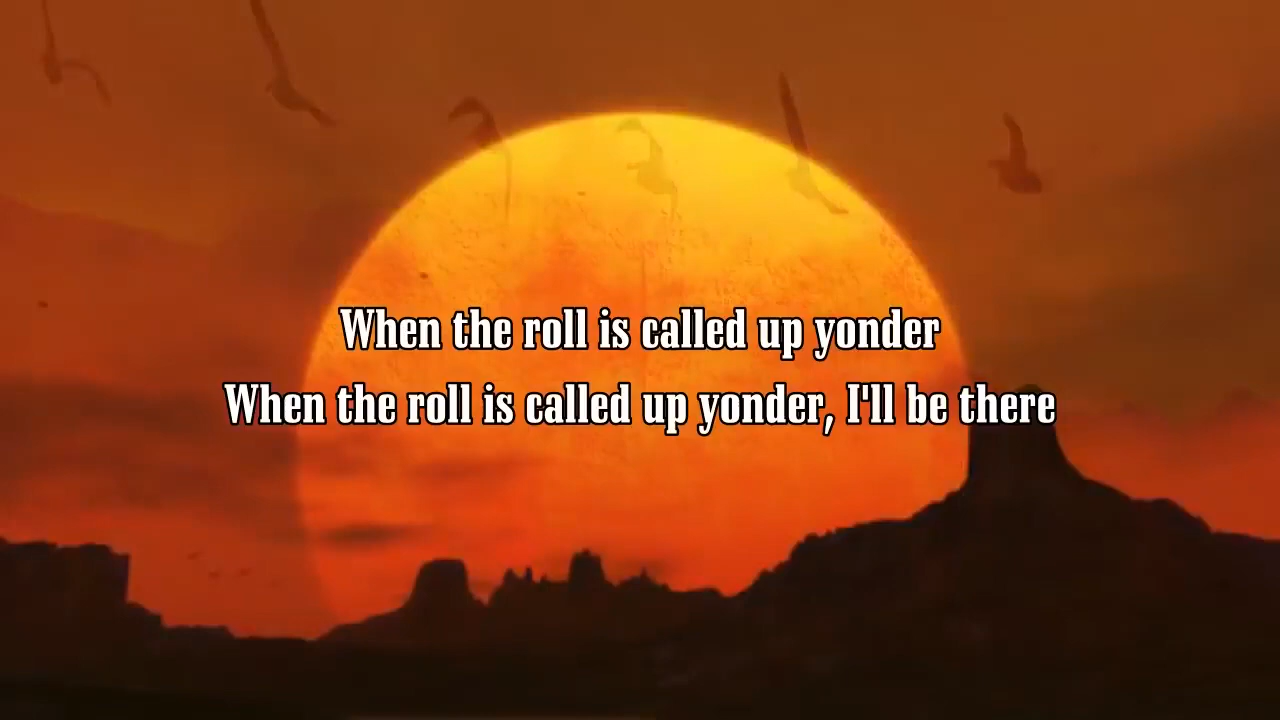 When the roll is called up yonder
When the roll is called up yonder, I'll be there